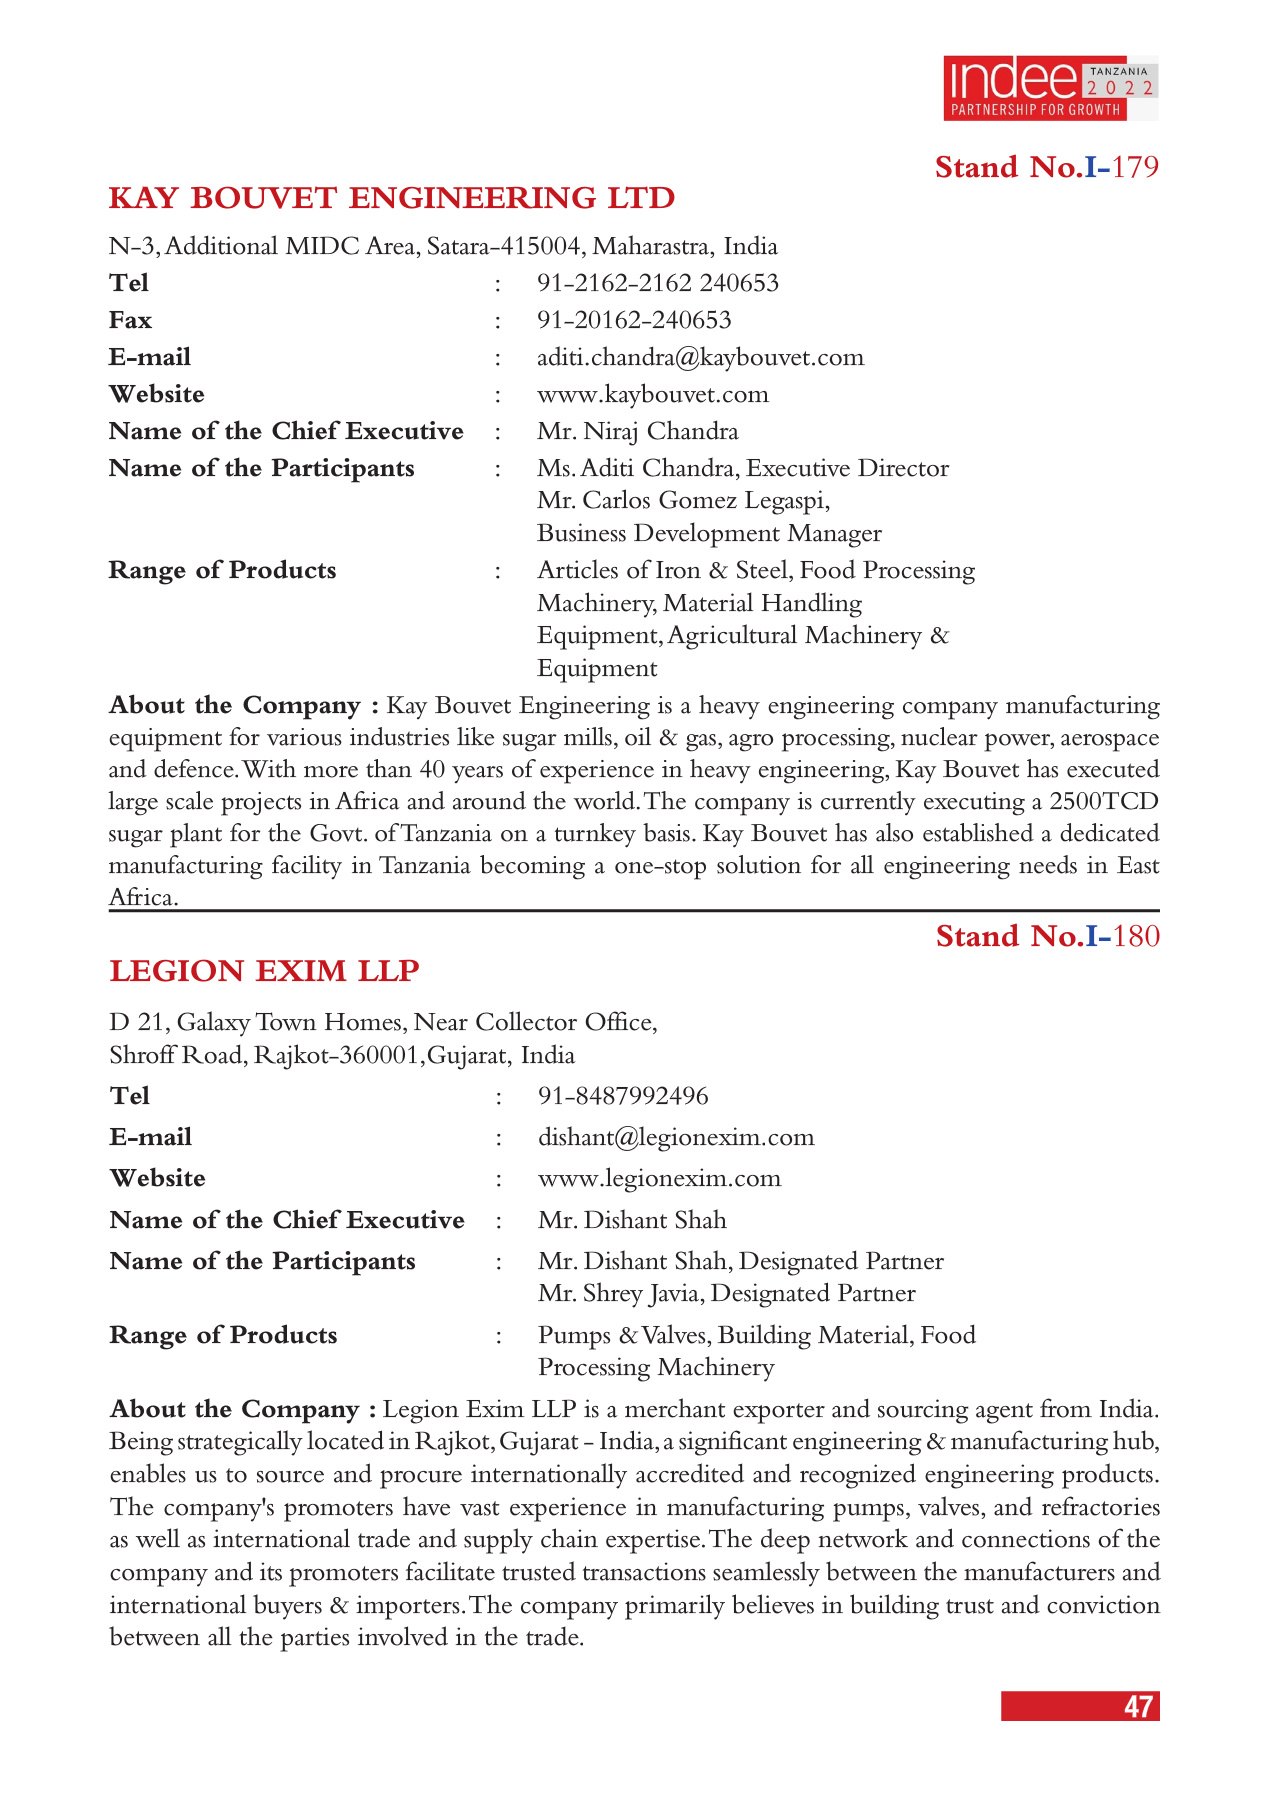 indee TANZANIA
2022
PARTNERSHIP FOR GROWTH
Stand No.I-179
KAY BOUVET ENGINEERING LTD
N-3, Additional MIDC Area, Satara-415004, Maharastra, India
Tel : 91-2162-2162 240653
Fax : 91-20162-240653
E-mail : aditi.chandra@kaybouvet.com
Website : www.kaybouvet.com
Name of the Chief Executive : Mr. Niraj Chandra
Name of the Participants : Ms. Aditi Chandra, Executive Director
Mr. Carlos Gomez Legaspi,
Business Development Manager
Range of Products : Articles of Iron & Steel, Food Processing
Machinery, Material Handling
Equipment, Agricultural Machinery &
Equipment
About the Company : Kay Bouvet Engineering is a heavy engineering company manufacturing
equipment for various industries like sugar mills, oil & gas, agro processing, nuclear power, aerospace
and defence. With more than 40 years of experience in heavy engineering, Kay Bouvet has executed
large scale projects in Africa and around the world. The company is currently executing a 2500TCD
sugar plant for the Govt. of Tanzania on a turnkey basis. Kay Bouvet has also established a dedicated
manufacturing facility in Tanzania becoming a one-stop solution for all engineering needs in East
Africa.
Stand No.I-180
LEGION EXIM LLP
D 21, Galaxy Town Homes, Near Collector Office,
Shroff Road, Rajkot-360001,Gujarat, India
Tel : 91-8487992496
E-mail : dishant@legionexim.com
Website : www.legionexim.com
Name of the Chief Executive : Mr. Dishant Shah
Name of the Participants : Mr. Dishant Shah, Designated Partner
Mr. Shrey Javia, Designated Partner
Range of Products : Pumps & Valves, Building Material, Food
Processing Machinery
About the Company : Legion Exim LLP is a merchant exporter and sourcing agent from India.
Being strategically located in Rajkot, Gujarat - India, a significant engineering & manufacturing hub,
enables us to source and procure internationally accredited and recognized engineering products.
The company's promoters have vast experience in manufacturing pumps, valves, and refractories
as well as international trade and supply chain expertise. The deep network and connections of the
company and its promoters facilitate trusted transactions seamlessly between the manufacturers and
international buyers & importers. The company primarily believes in building trust and conviction
between all the parties involved in the trade.
47